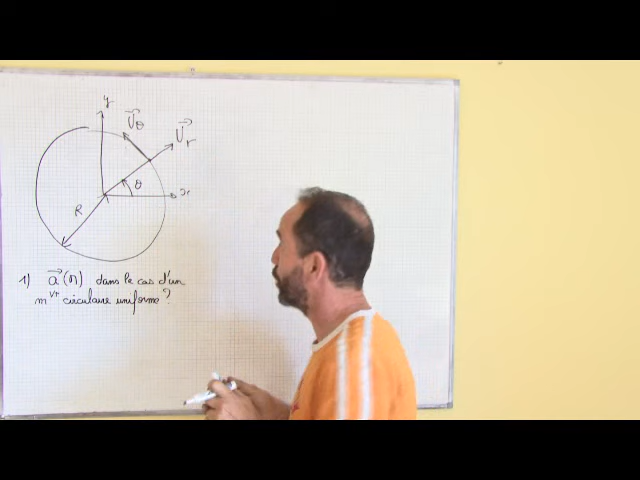 y
U⃗θ
U⃗r
θ
x
R
1) a⃗(M) dans le cas d'un
mvt circulaire uniforme ?